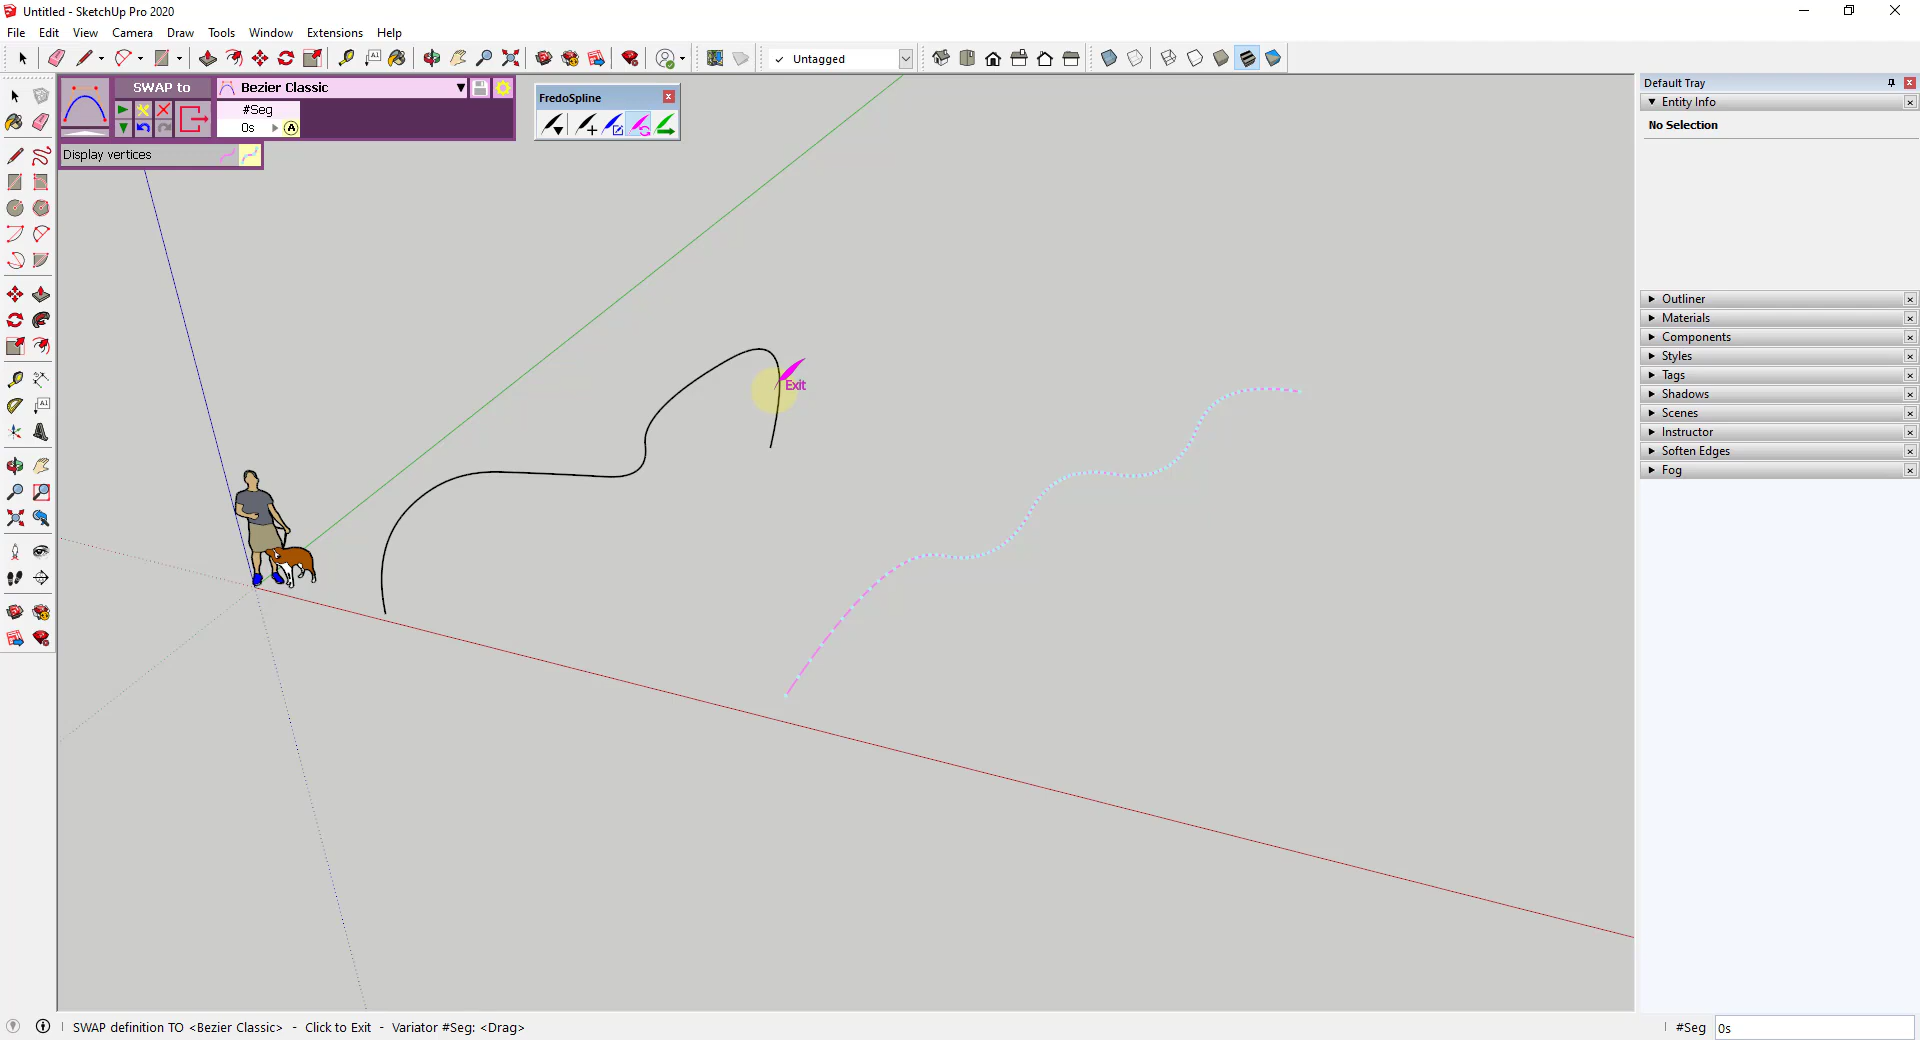 Untitled - SketchUp Pro 2020
File Edit View Camera Draw Tools Window Extensions Help
Untagged
SWAP to
Bezier Classic
#Seg
0s
A
Display vertices
FredoSpline
Exit
Default Tray
Entity Info
No Selection
Outliner
Materials
Components
Styles
Tags
Shadows
Scenes
Instructor
Soften Edges
Fog
SWAP definition TO <Bezier Classic> - Click to Exit - Variator #Seg: <Drag>
#Seg 0s